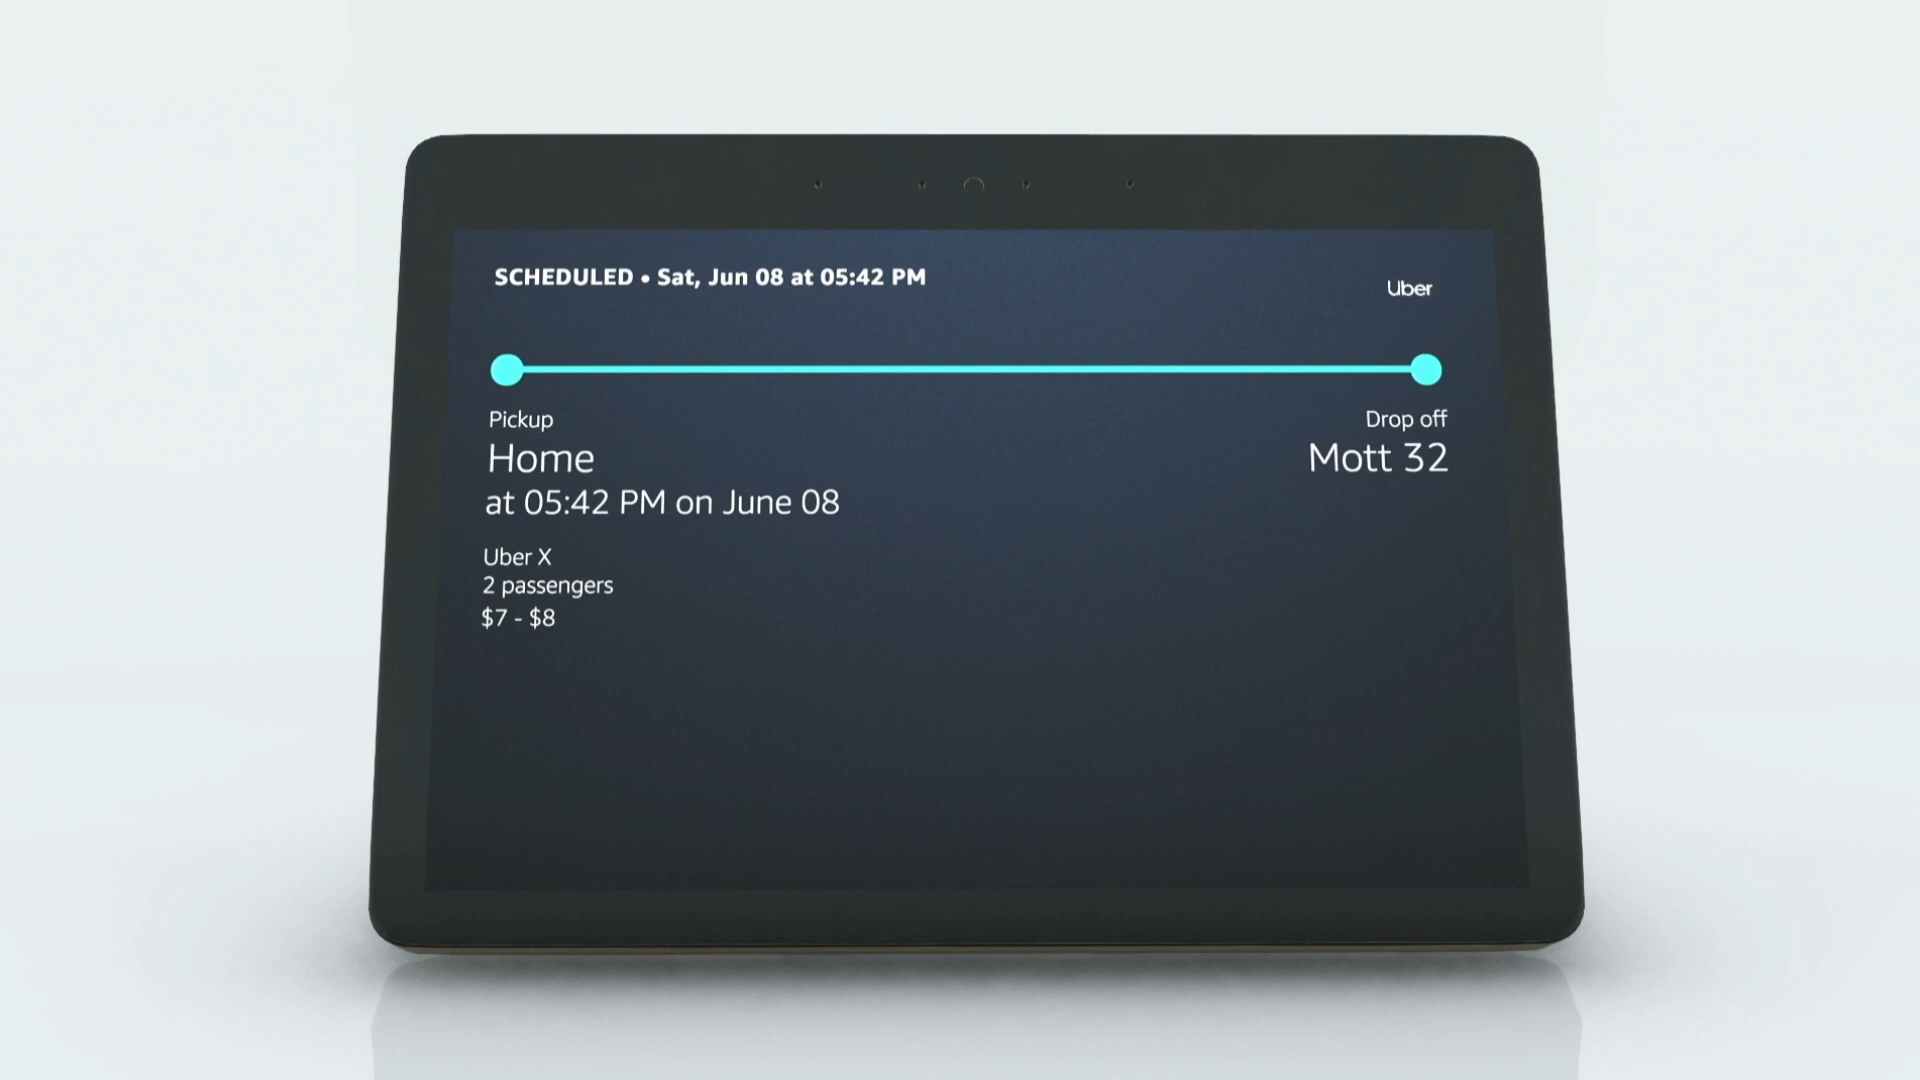 SCHEDULED • Sat, Jun 08 at 05:42 PM
Uber
Pickup
Drop off
Home
Mott 32
at 05:42 PM on June 08
Uber X
2 passengers
$7 - $8